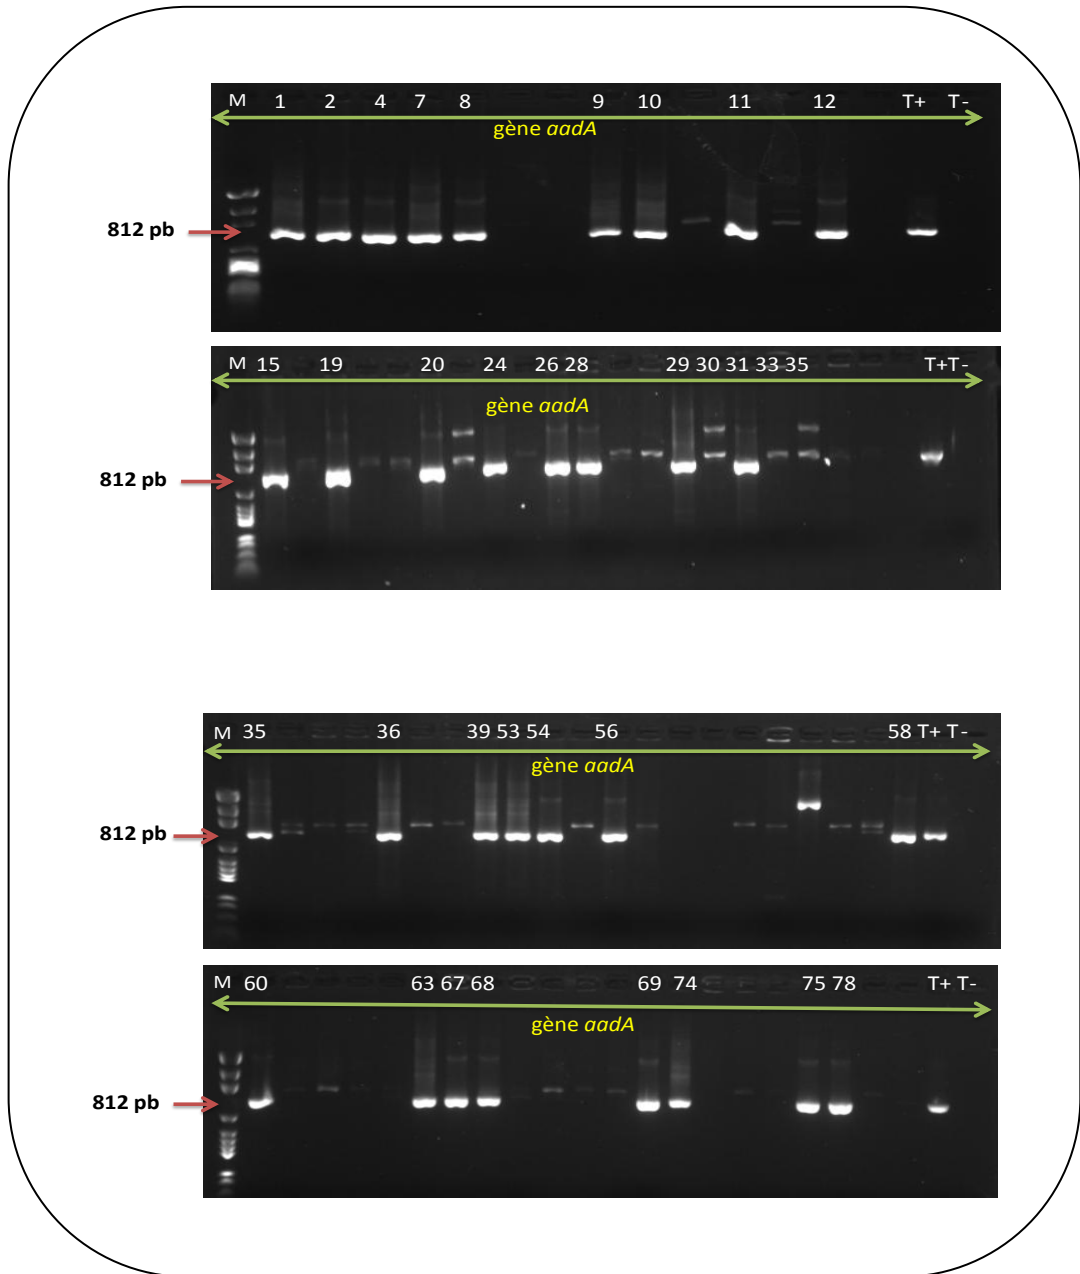 M 1 2 4 7 8 9 10 11 12 T+ T-
gène aadA
812 pb
M 15 19 20 24 26 28 29 30 31 33 35 T+T-
gène aadA
812 pb
M 35 36 39 53 54 56 58 T+ T-
gène aadA
812 pb
M 60 63 67 68 69 74 75 78 T+ T-
gène aadA
812 pb